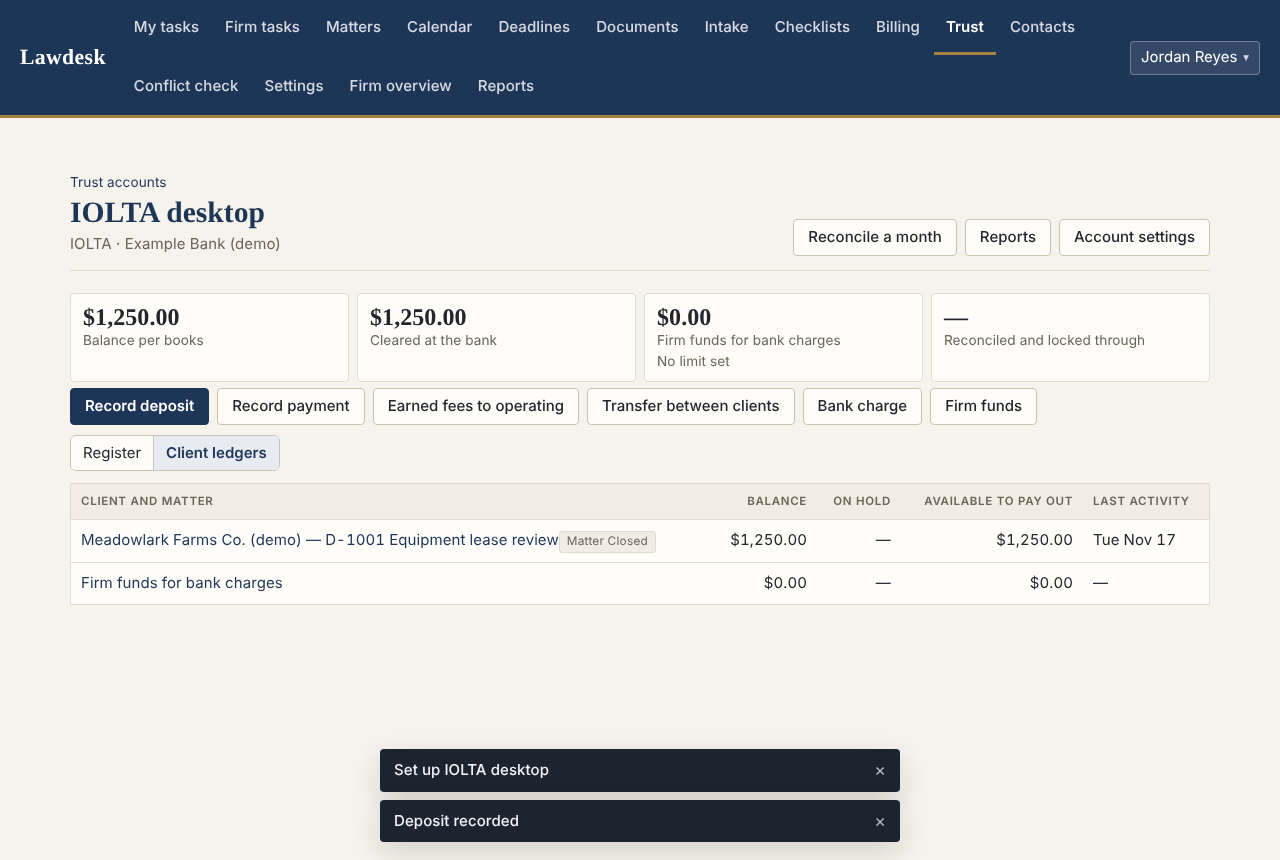 Lawdesk
My tasks Firm tasks Matters Calendar Deadlines Documents Intake Checklists Billing Trust Contacts
Conflict check Settings Firm overview Reports
Jordan Reyes ▾
Trust accounts
IOLTA desktop
IOLTA · Example Bank (demo)
Reconcile a month Reports Account settings
$1,250.00 $1,250.00 $0.00 —
Balance per books Cleared at the bank Firm funds for bank charges Reconciled and locked through
No limit set
Record deposit Record payment Earned fees to operating Transfer between clients Bank charge Firm funds
Register Client ledgers
CLIENT AND MATTER BALANCE ON HOLD AVAILABLE TO PAY OUT LAST ACTIVITY
Meadowlark Farms Co. (demo) — D-1001 Equipment lease review Matter Closed $1,250.00 — $1,250.00 Tue Nov 17
Firm funds for bank charges $0.00 — $0.00 —
Set up IOLTA desktop ×
Deposit recorded ×